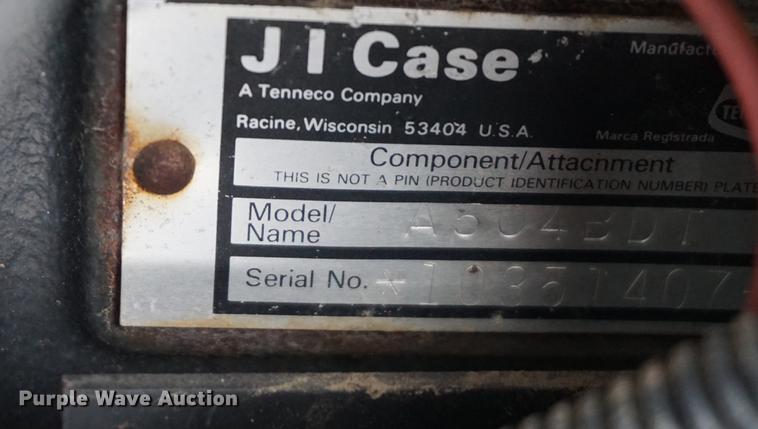 J I Case
A Tenneco Company
Racine, Wisconsin 53404 U.S.A.
Manufac
Marca Registrada
TE
Component/Attachment
THIS IS NOT A PIN (PRODUCT IDENTIFICATION NUMBER) PLATE
Model/
Name A504BDT
Serial No. *10351407
Purple Wave Auction